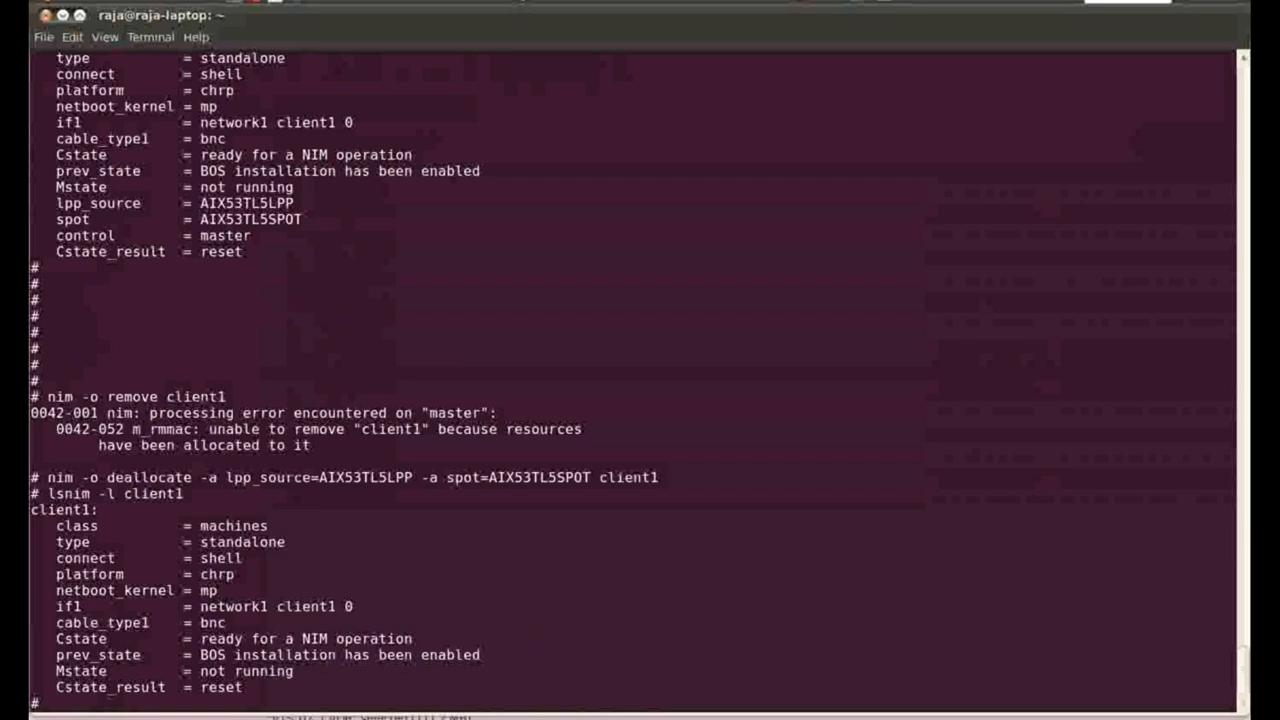 raja@raja-laptop: ~
File Edit View Terminal Help
type = standalone
connect = shell
platform = chrp
netboot_kernel = mp
if1 = network1 client1 0
cable_type1 = bnc
Cstate = ready for a NIM operation
prev_state = BOS installation has been enabled
Mstate = not running
lpp_source = AIX53TL5LPP
spot = AIX53TL5SPOT
control = master
Cstate_result = reset
#
#
#
#
#
#
#
#
# nim -o remove client1
0042-001 nim: processing error encountered on "master":
0042-052 m_rmmac: unable to remove "client1" because resources
have been allocated to it
# nim -o deallocate -a lpp_source=AIX53TL5LPP -a spot=AIX53TL5SPOT client1
# lsnim -l client1
client1:
class = machines
type = standalone
connect = shell
platform = chrp
netboot_kernel = mp
if1 = network1 client1 0
cable_type1 = bnc
Cstate = ready for a NIM operation
prev_state = BOS installation has been enabled
Mstate = not running
Cstate_result = reset
#